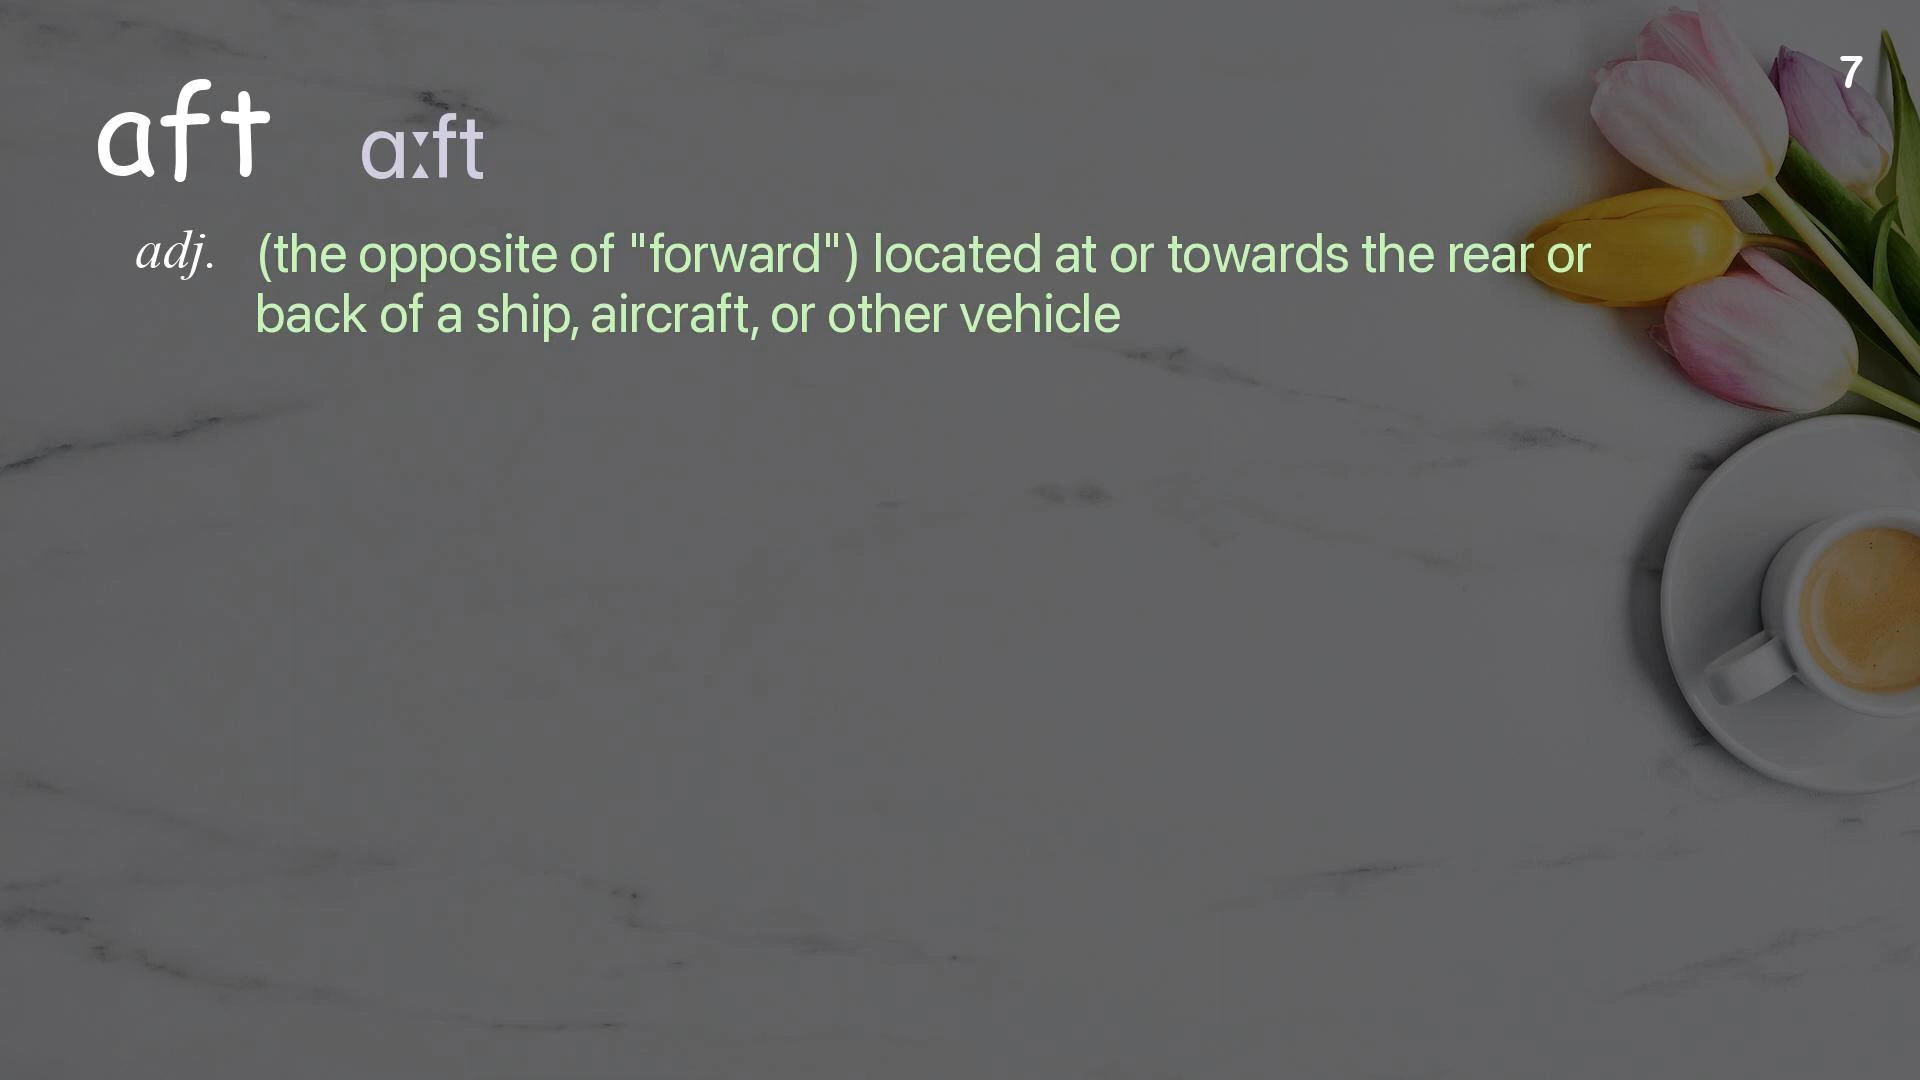 7
aft aːft
adj. (the opposite of "forward") located at or towards the rear or
back of a ship, aircraft, or other vehicle